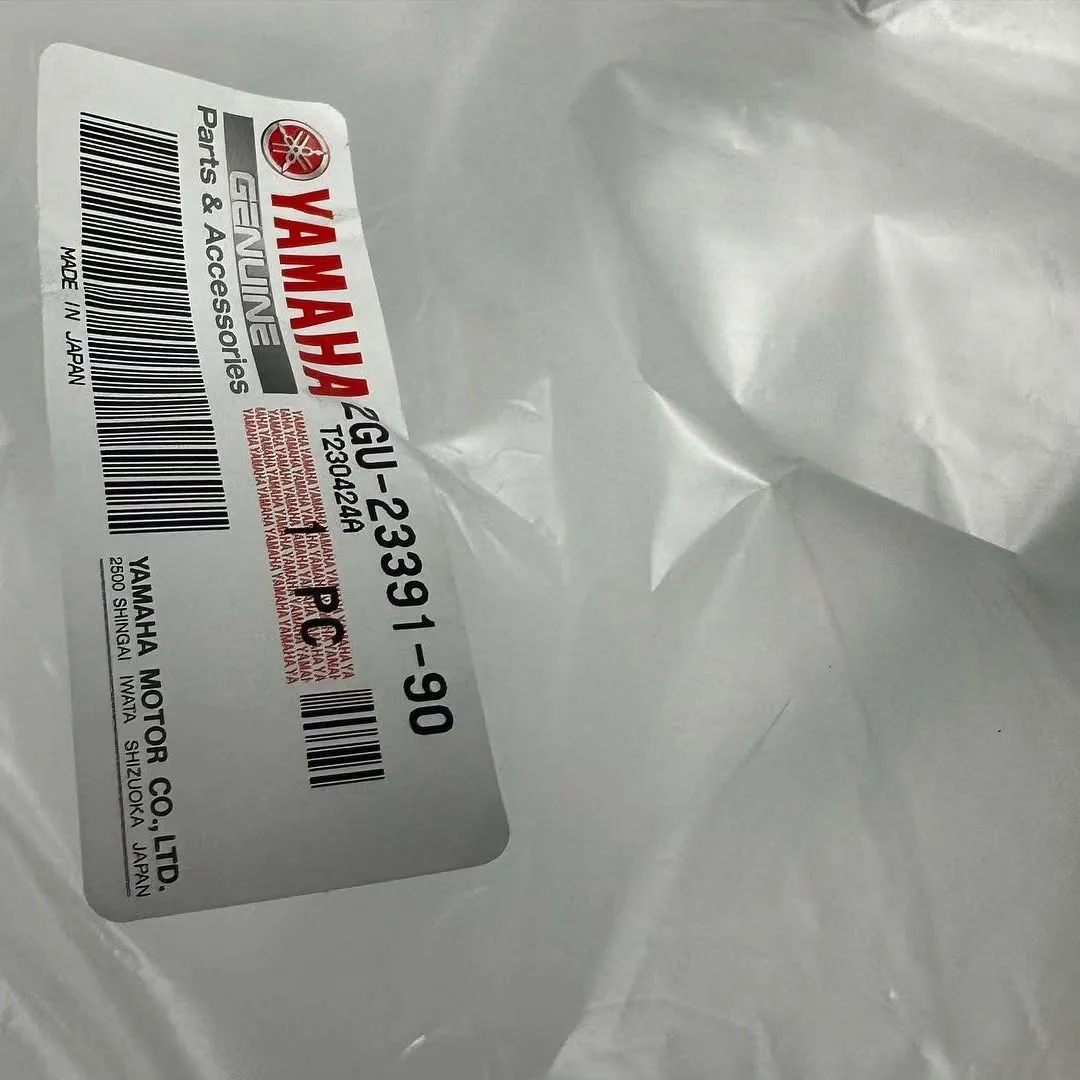 YAMAHA
GENUINE
Parts & Accessories
2GU-23391-90
T230424A
1 PC
MADE IN JAPAN
YAMAHA MOTOR CO.,LTD.
2500 SHINGAI IWATA SHIZUOKA JAPAN